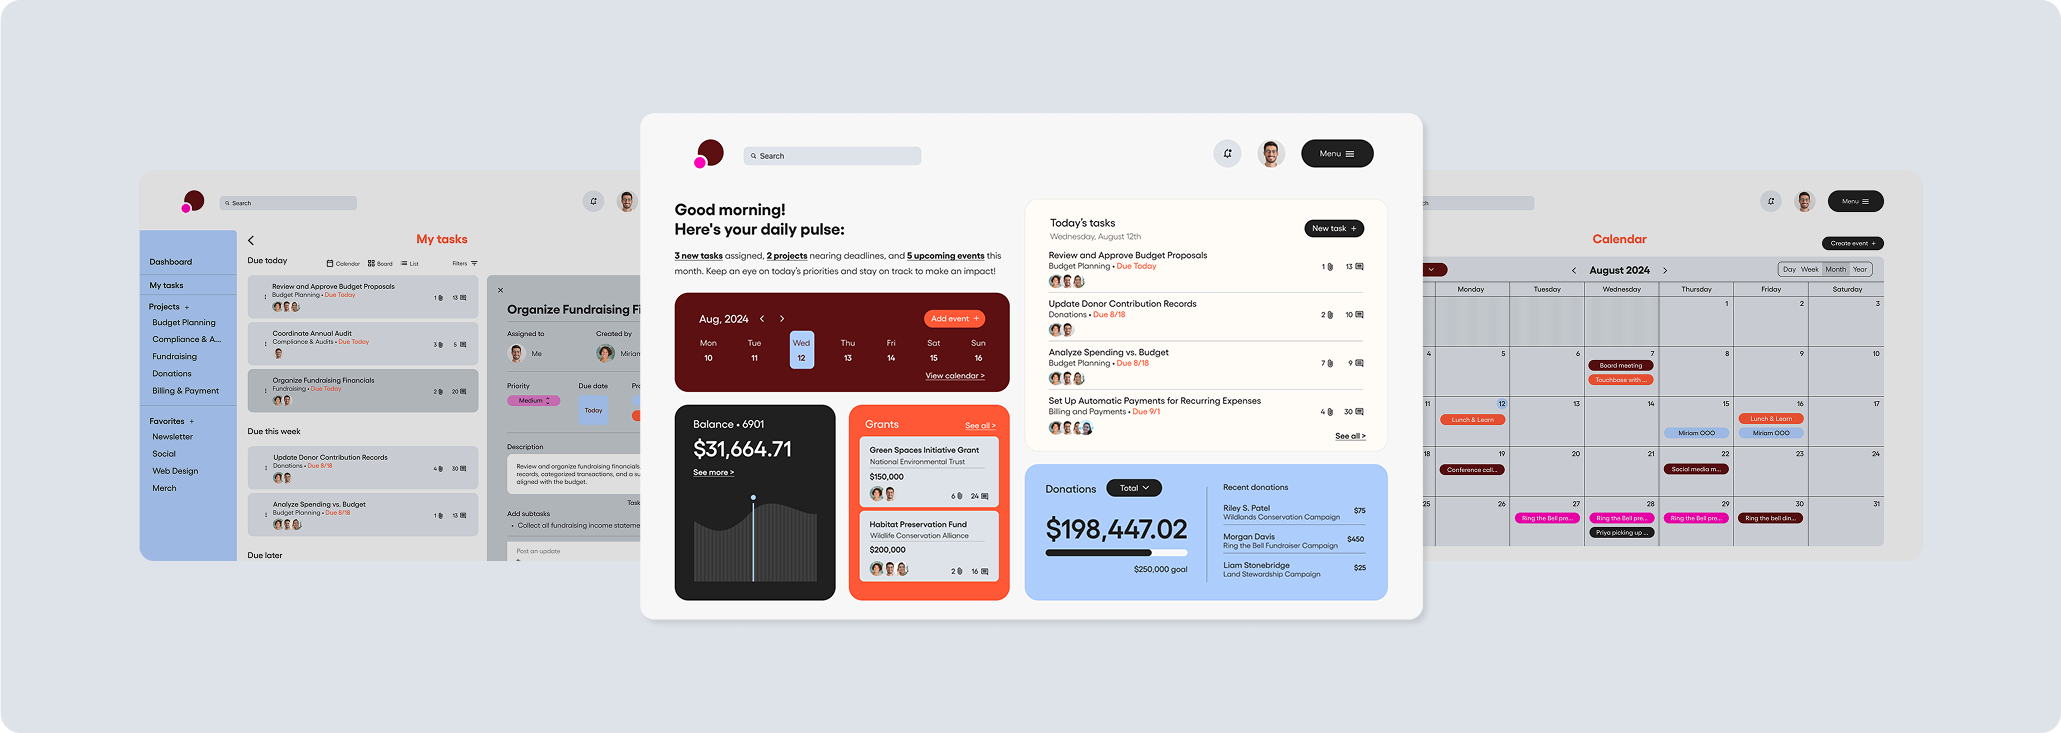 Search
Dashboard
My tasks
Projects +
Budget Planning
Compliance & A...
Fundraising
Donations
Billing & Payment
Favorites +
Newsletter
Social
Web Design
Merch
My tasks
Due today
Calendar
Board
List
Filters
Review and Approve Budget Proposals
Budget Planning • Due Today
1
13
Coordinate Annual Audit
Compliance & Audits • Due Today
3
5
Organize Fundraising Financials
Fundraising • Due Today
2
20
Due this week
Update Donor Contribution Records
Donations • Due 8/18
4
30
Analyze Spending vs. Budget
Budget Planning • Due 8/18
1
13
Due later
Organize Fundraising Fi
Assigned to
Created by
Me
Miriam
Priority
Due date
Pro
Medium
Today
Description
Review and organize fundraising financials,
records, categorized transactions, and a su
aligned with the budget.
Task
Add subtasks
• Collect all fundraising income stateme
Post an update
Search
Menu
Good morning!
Here's your daily pulse:
3 new tasks assigned, 2 projects nearing deadlines, and 5 upcoming events this
month. Keep an eye on today's priorities and stay on track to make an impact!
Aug, 2024 < >
Add event +
Mon Tue Wed Thu Fri Sat Sun
10 11 12 13 14 15 16
View calendar >
Balance • 6901
$31,664.71
See more >
Grants
See all >
Green Spaces Initiative Grant
National Environmental Trust
$150,000
6
24
Habitat Preservation Fund
Wildlife Conservation Alliance
$200,000
2
16
Today's tasks
Wednesday, August 12th
New task +
Review and Approve Budget Proposals
Budget Planning • Due Today
1
13
Update Donor Contribution Records
Donations • Due 8/18
2
10
Analyze Spending vs. Budget
Budget Planning • Due 8/18
7
9
Set Up Automatic Payments for Recurring Expenses
Billing and Payments • Due 9/1
4
30
See all >
Donations
Total
$198,447.02
$250,000 goal
Recent donations
Riley S. Patel
Wildlands Conservation Campaign
$75
Morgan Davis
Ring the Bell Fundraiser Campaign
$450
Liam Stonebridge
Land Stewardship Campaign
$25
ch
Menu
Calendar
Create event +
< August 2024 >
Day Week Month Year
Monday Tuesday Wednesday Thursday Friday Saturday
1 2 3
4 5 6 7 8 9 10
Board meeting
Touchbase with ...
11 12 13 14 15 16 17
Lunch & Learn
Lunch & Learn
Miriam OOO
Miriam OOO
18 19 20 21 22 23 24
Conference call...
Social media m...
25 26 27 28 29 30 31
Ring the Bell pre...
Ring the Bell pre...
Ring the Bell pre...
Ring the bell din...
Priya picking up ...